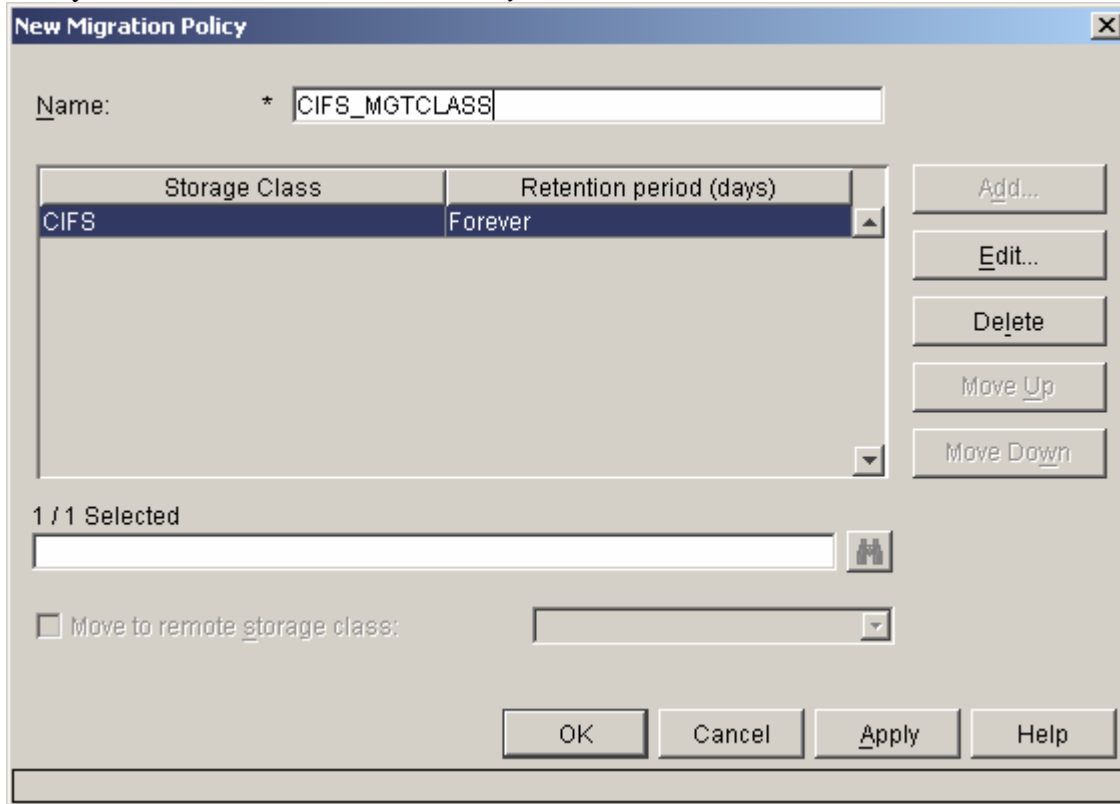 New Migration Policy
Name: * CIFS_MGTCLASS
Storage Class Retention period (days)
CIFS Forever
Add...
Edit...
Delete
Move Up
Move Down
1 / 1 Selected
Move to remote storage class:
OK Cancel Apply Help